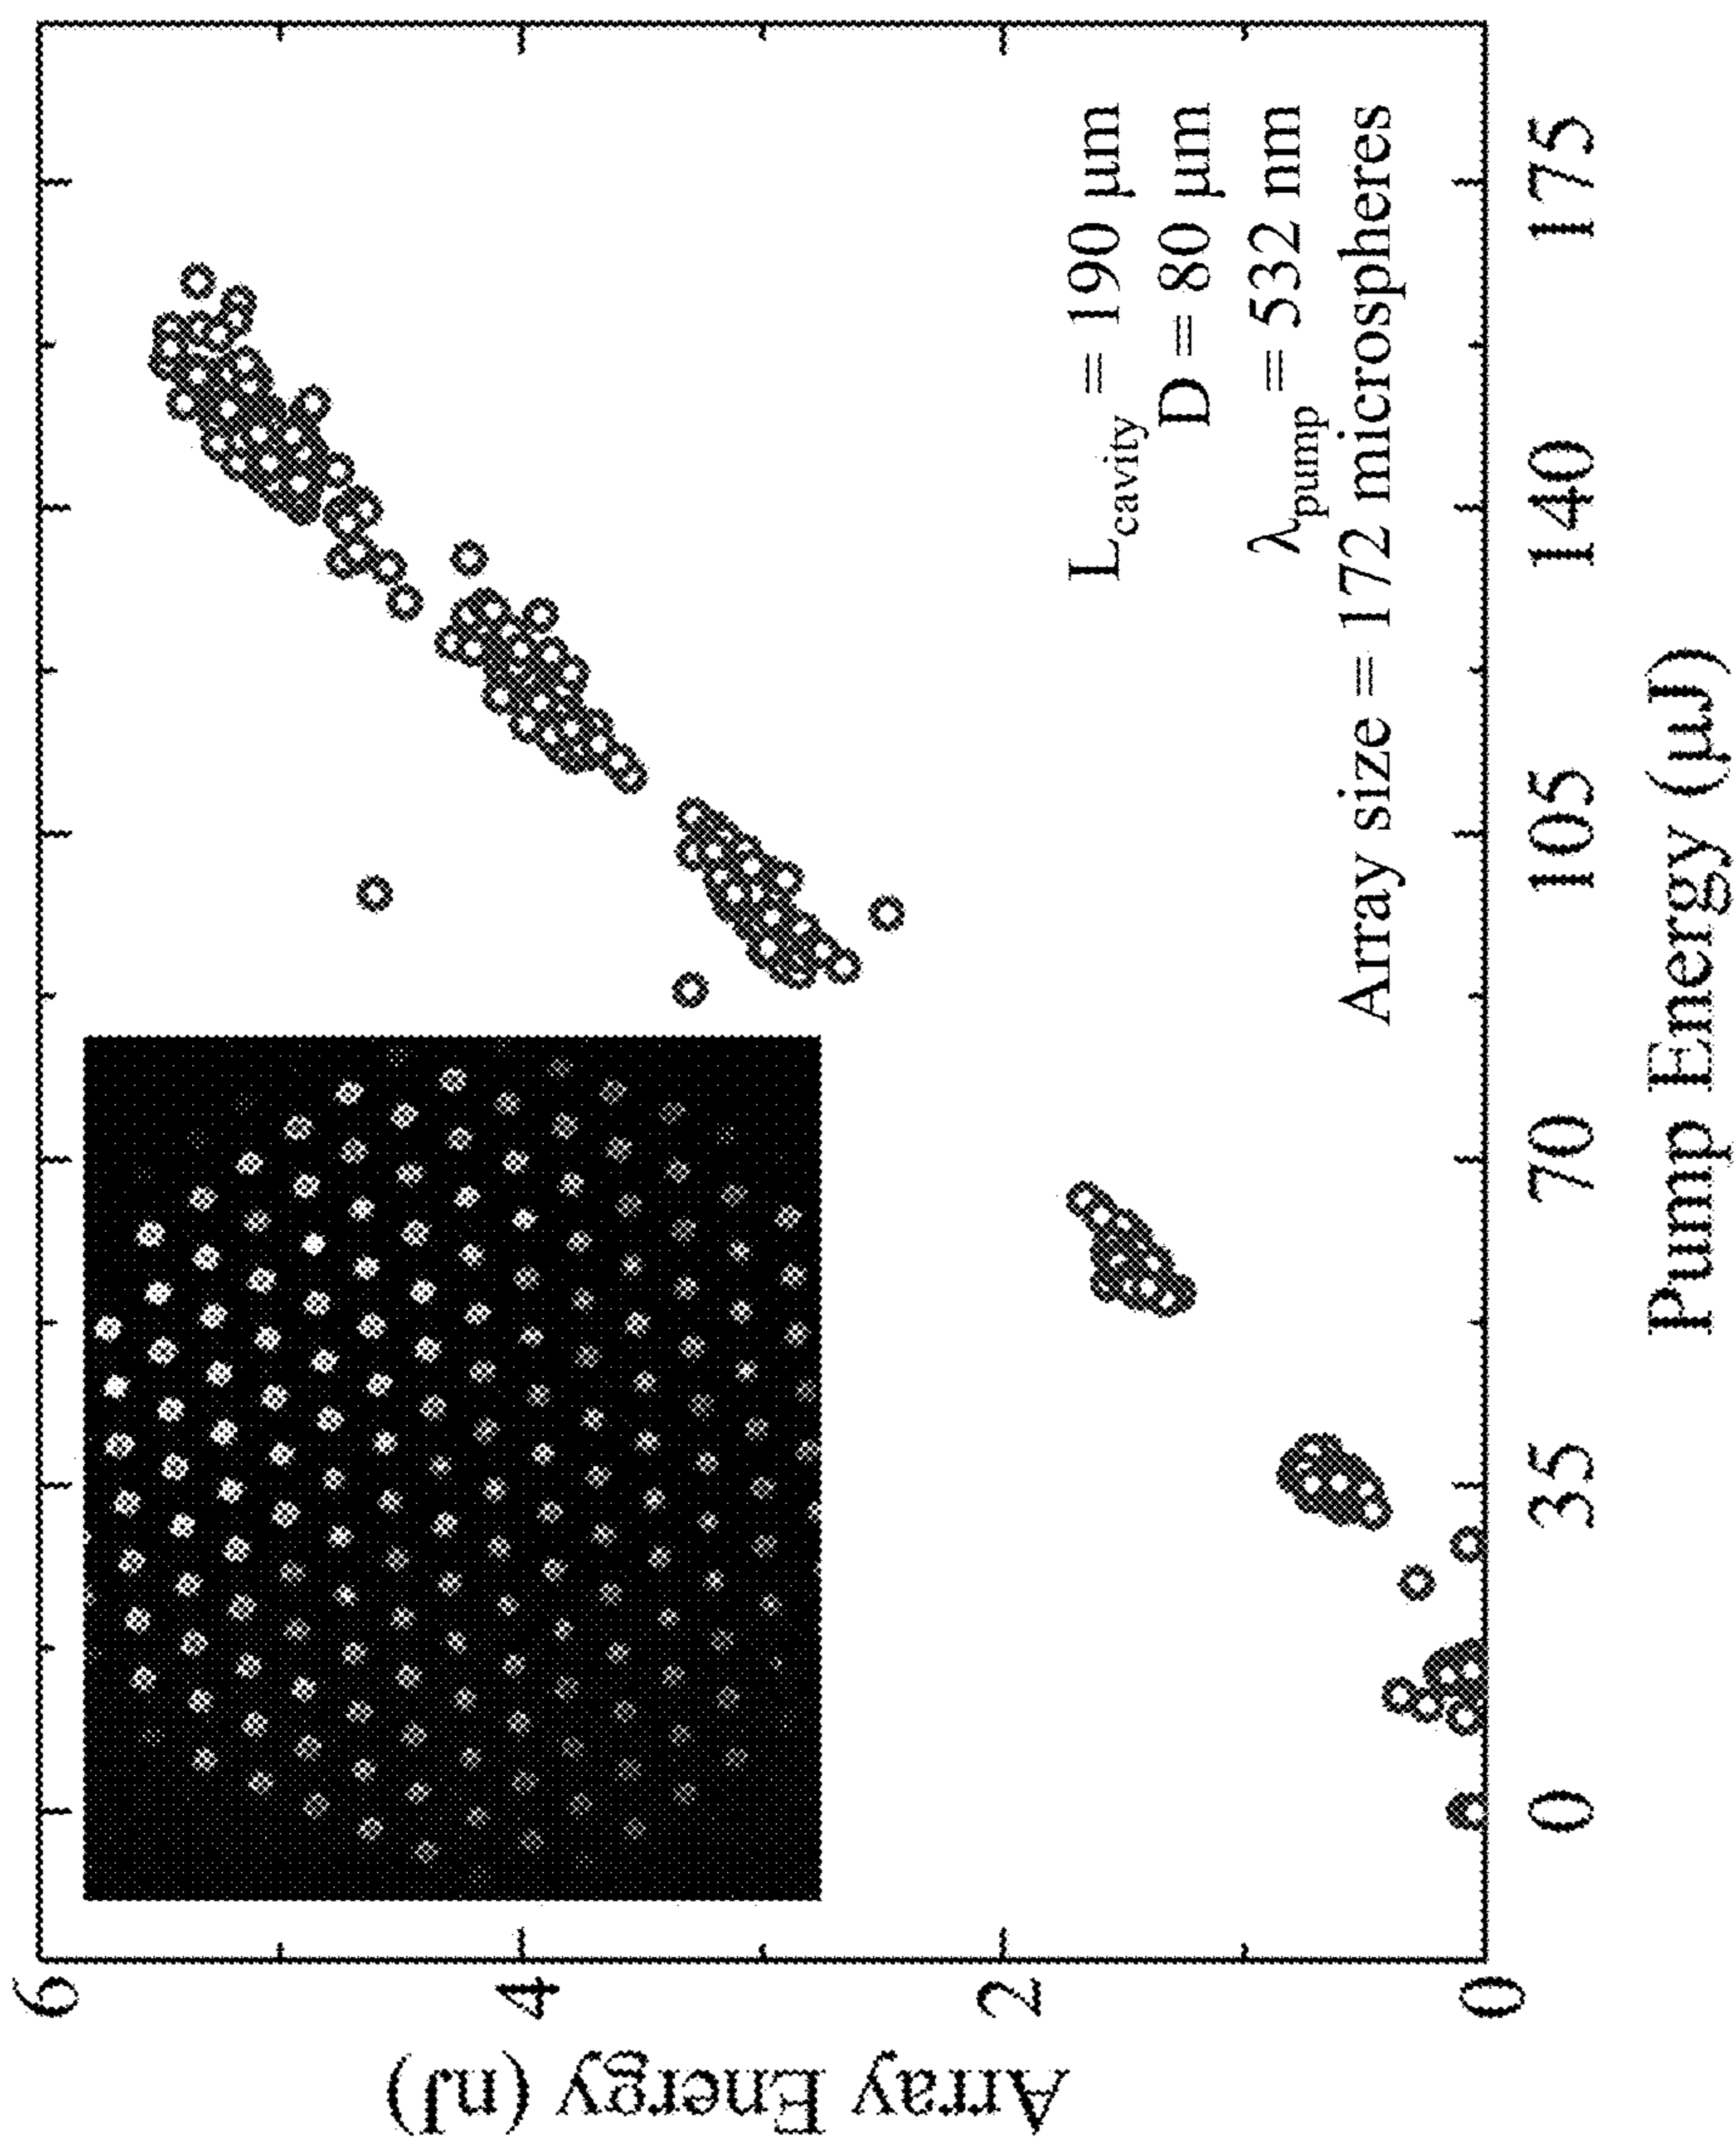 6
4
2
0
Array Energy (nJ)
L_cavity = 190 µm
D = 80 µm
λ_pump = 532 nm
Array size = 172 microspheres
0
35
70
105
140
175
Pump Energy (µJ)